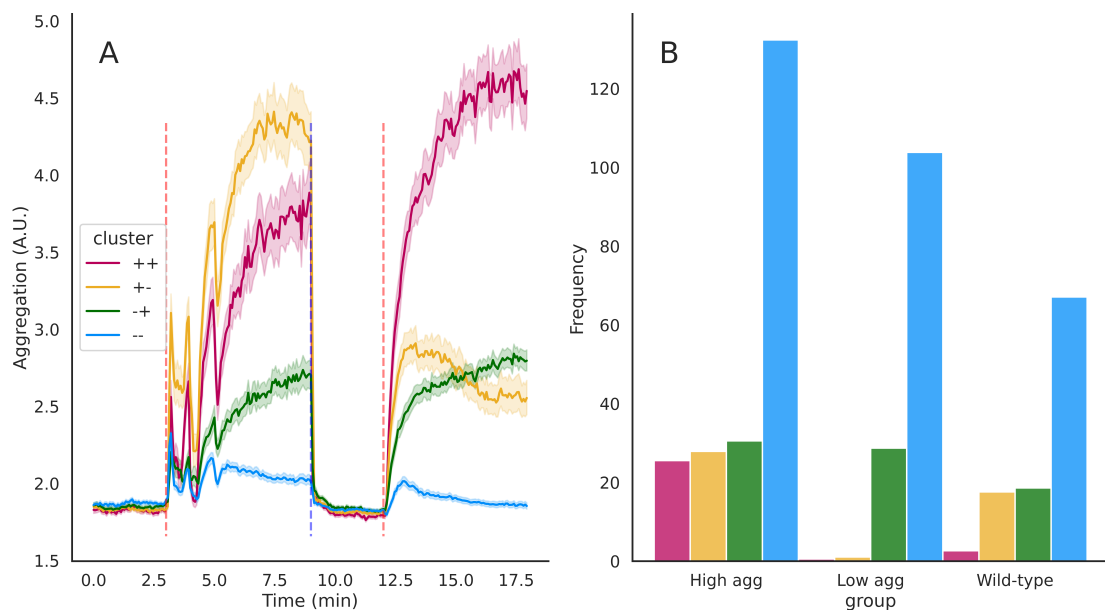 A
5.0
4.5
4.0
3.5
3.0
2.5
2.0
1.5
Aggregation (A.U.)
cluster
++
+-
-+
--
0.0 2.5 5.0 7.5 10.0 12.5 15.0 17.5
Time (min)
B
120
100
80
60
40
20
0
Frequency
High agg Low agg Wild-type
group